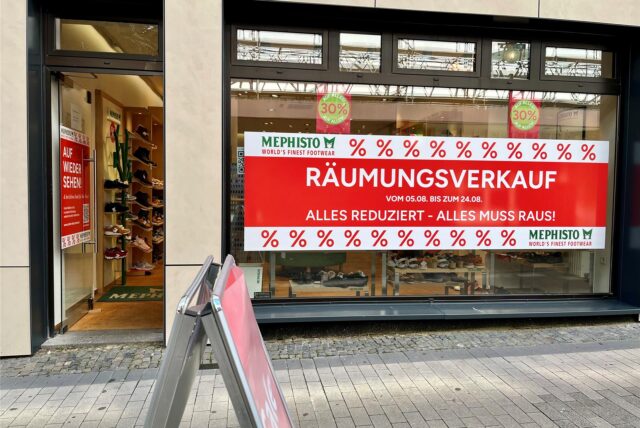 30%
30%
MEPHISTO
WORLD'S FINEST FOOTWEAR
% % % % % % % % %
RÄUMUNGSVERKAUF
VOM 05.08. BIS ZUM 24.08.
ALLES REDUZIERT - ALLES MUSS RAUS!
% % % % % % % % %
MEPHISTO
WORLD'S FINEST FOOTWEAR
AUF
WIEDER
SEHEN!
MEPHISTO